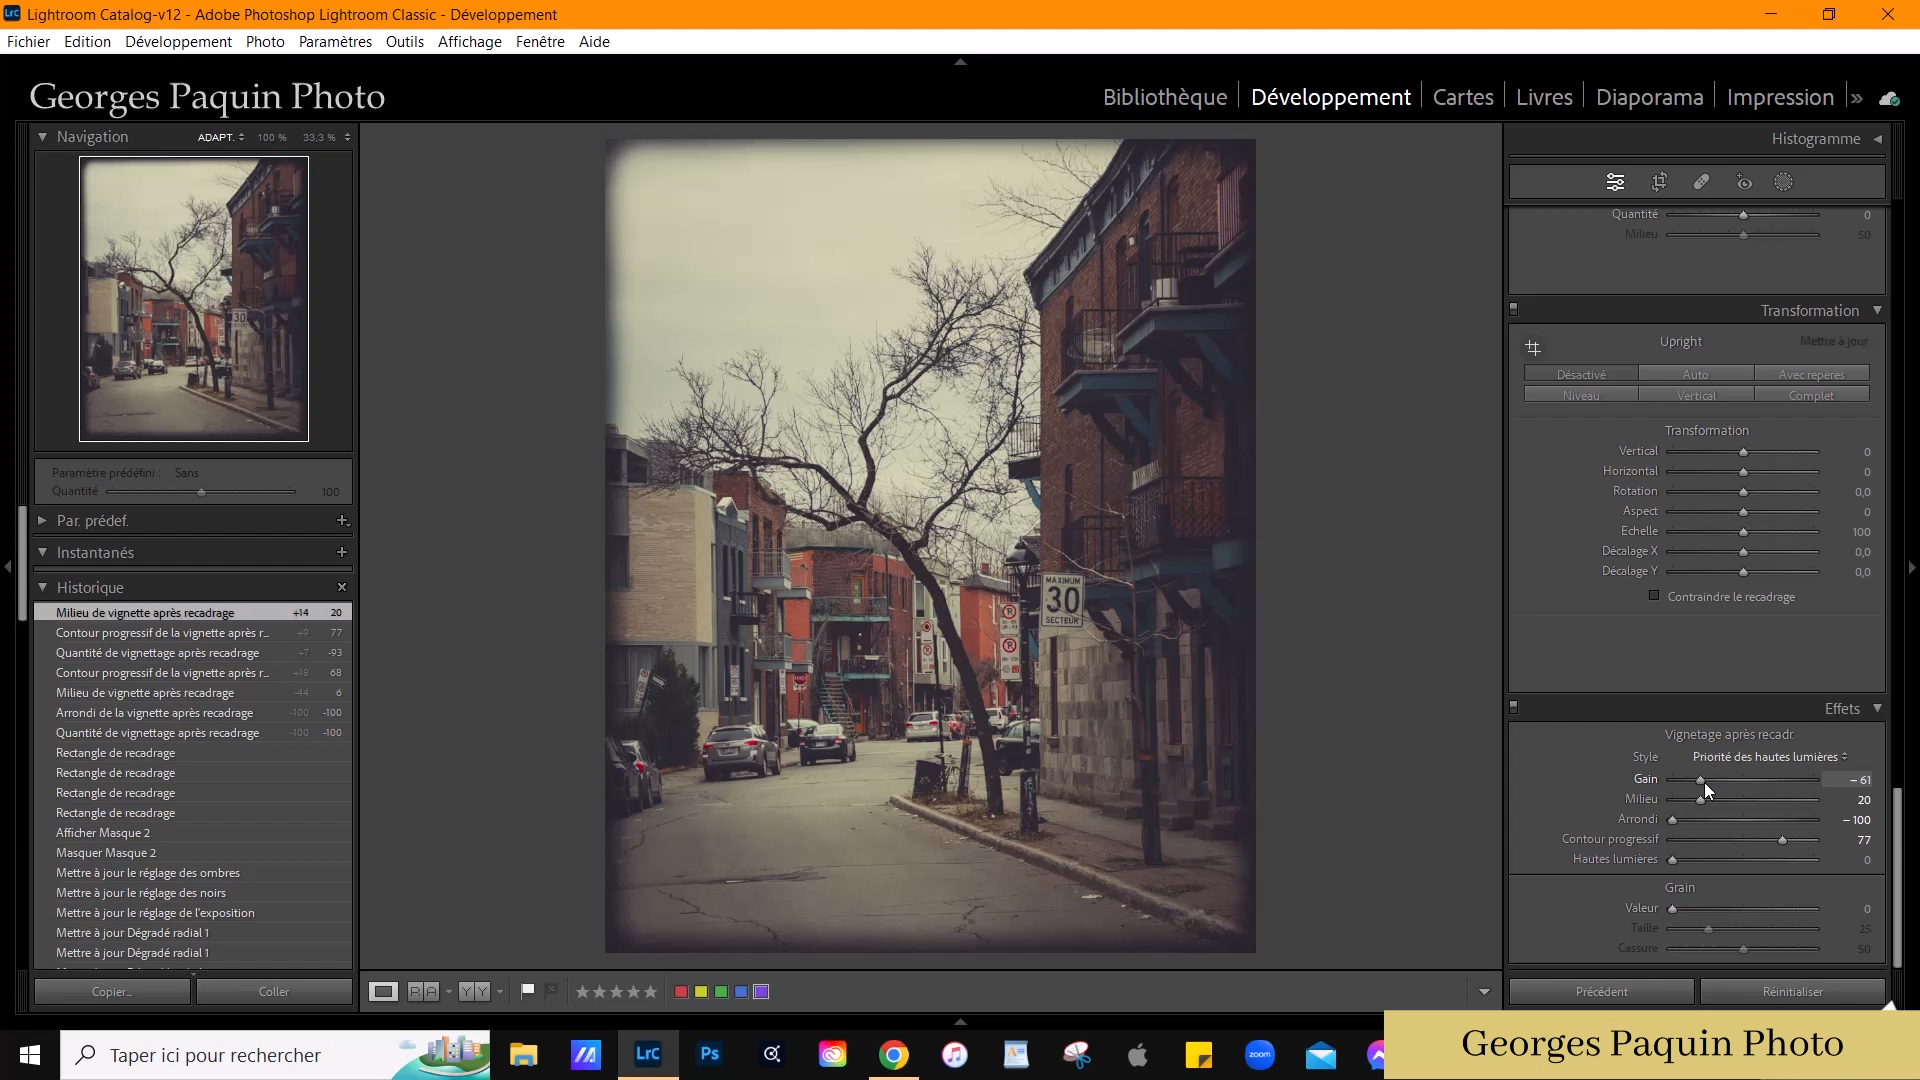 Lightroom Catalog-v12 - Adobe Photoshop Lightroom Classic - Développement
Fichier Edition Développement Photo Paramètres Outils Affichage Fenêtre Aide
Georges Paquin Photo
Bibliothèque Développement Cartes Livres Diaporama Impression »
Navigation ADAPT. 100 % 33,3 %
Paramètre prédéfini : Sans
Quantité 100
Par. prédef.
Instantanés
Historique
Milieu de vignette après recadrage +14 20
Contour progressif de la vignette après r... +9 77
Quantité de vignettage après recadrage +7 -93
Contour progressif de la vignette après r... +18 68
Milieu de vignette après recadrage -44 6
Arrondi de la vignette après recadrage -100 -100
Quantité de vignettage après recadrage -100 -100
Rectangle de recadrage
Rectangle de recadrage
Rectangle de recadrage
Rectangle de recadrage
Afficher Masque 2
Masquer Masque 2
Mettre à jour le réglage des ombres
Mettre à jour le réglage des noirs
Mettre à jour le réglage de l'exposition
Mettre à jour Dégradé radial 1
Mettre à jour Dégradé radial 1
Copier... Coller
MAXIMUM
30
SECTEUR
R A Y Y
Histogramme
Quantité 0
Milieu 50
Transformation
Upright Mettre à jour
Désactivé Auto Avec repères
Niveau Vertical Complet
Transformation
Vertical 0
Horizontal 0
Rotation 0,0
Aspect 0
Echelle 100
Décalage X 0,0
Décalage Y 0,0
Contraindre le recadrage
Effets
Vignetage après recadr.
Style Priorité des hautes lumières
Gain – 61
Milieu 20
Arrondi – 100
Contour progressif 77
Hautes lumières 0
Grain
Valeur 0
Taille 25
Cassure 50
Précédent Réinitialiser
Taper ici pour rechercher
LrC Ps zoom
Georges Paquin Photo